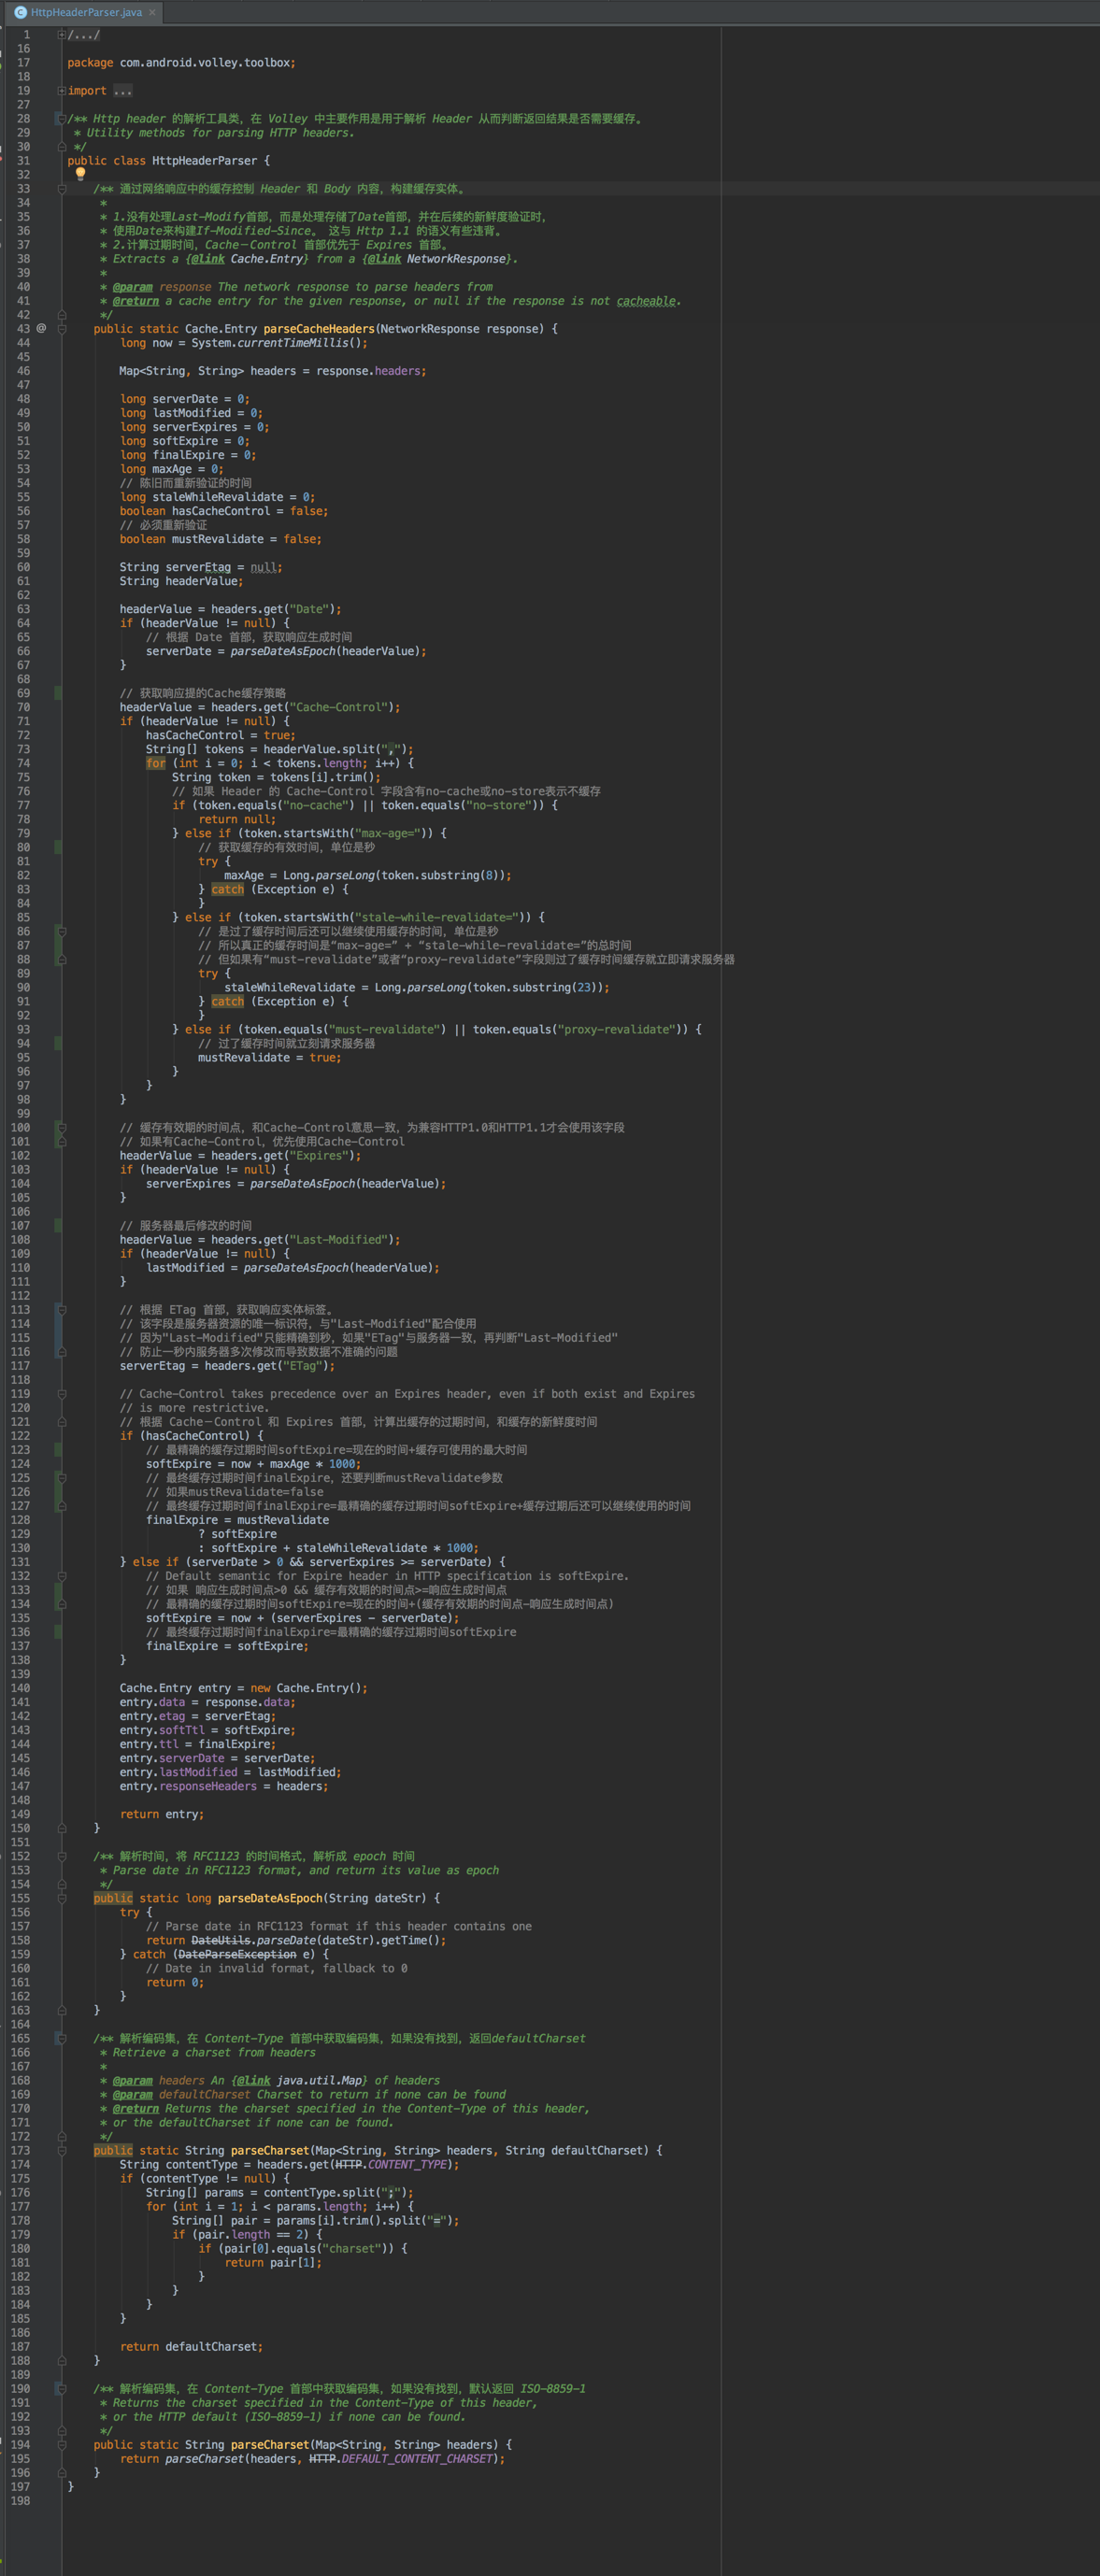 HttpHeaderParser.java ×
1 /.../
16
17 package com.android.volley.toolbox;
18
19 import ...
27
28 /** Http header 的解析工具类，在 Volley 中主要作用是用于解析 Header 从而判断返回结果是否需要缓存。
29 * Utility methods for parsing HTTP headers.
30 */
31 public class HttpHeaderParser {
32
33 /** 通过网络响应中的缓存控制 Header 和 Body 内容，构建缓存实体。
34 *
35 * 1.没有处理Last-Modify首部，而是处理存储了Date首部，并在后续的新鲜度验证时，
36 * 使用Date来构建If-Modified-Since。 这与 Http 1.1 的语义有些违背。
37 * 2.计算过期时间，Cache－Control 首部优先于 Expires 首部。
38 * Extracts a {@link Cache.Entry} from a {@link NetworkResponse}.
39 *
40 * @param response The network response to parse headers from
41 * @return a cache entry for the given response, or null if the response is not cacheable.
42 */
43 @ public static Cache.Entry parseCacheHeaders(NetworkResponse response) {
44 long now = System.currentTimeMillis();
45
46 Map<String, String> headers = response.headers;
47
48 long serverDate = 0;
49 long lastModified = 0;
50 long serverExpires = 0;
51 long softExpire = 0;
52 long finalExpire = 0;
53 long maxAge = 0;
54 // 陈旧而重新验证的时间
55 long staleWhileRevalidate = 0;
56 boolean hasCacheControl = false;
57 // 必须重新验证
58 boolean mustRevalidate = false;
59
60 String serverEtag = null;
61 String headerValue;
62
63 headerValue = headers.get("Date");
64 if (headerValue != null) {
65 // 根据 Date 首部，获取响应生成时间
66 serverDate = parseDateAsEpoch(headerValue);
67 }
68
69 // 获取响应提的Cache缓存策略
70 headerValue = headers.get("Cache-Control");
71 if (headerValue != null) {
72 hasCacheControl = true;
73 String[] tokens = headerValue.split(",");
74 for (int i = 0; i < tokens.length; i++) {
75 String token = tokens[i].trim();
76 // 如果 Header 的 Cache-Control 字段含有no-cache或no-store表示不缓存
77 if (token.equals("no-cache") || token.equals("no-store")) {
78 return null;
79 } else if (token.startsWith("max-age=")) {
80 // 获取缓存的有效时间，单位是秒
81 try {
82 maxAge = Long.parseLong(token.substring(8));
83 } catch (Exception e) {
84 }
85 } else if (token.startsWith("stale-while-revalidate=")) {
86 // 是过了缓存时间后还可以继续使用缓存的时间，单位是秒
87 // 所以真正的缓存时间是“max-age=” + “stale-while-revalidate=”的总时间
88 // 但如果有“must-revalidate”或者“proxy-revalidate”字段则过了缓存时间缓存就立即请求服务器
89 try {
90 staleWhileRevalidate = Long.parseLong(token.substring(23));
91 } catch (Exception e) {
92 }
93 } else if (token.equals("must-revalidate") || token.equals("proxy-revalidate")) {
94 // 过了缓存时间就立刻请求服务器
95 mustRevalidate = true;
96 }
97 }
98 }
99
100 // 缓存有效期的时间点，和Cache-Control意思一致，为兼容HTTP1.0和HTTP1.1才会使用该字段
101 // 如果有Cache-Control，优先使用Cache-Control
102 headerValue = headers.get("Expires");
103 if (headerValue != null) {
104 serverExpires = parseDateAsEpoch(headerValue);
105 }
106
107 // 服务器最后修改的时间
108 headerValue = headers.get("Last-Modified");
109 if (headerValue != null) {
110 lastModified = parseDateAsEpoch(headerValue);
111 }
112
113 // 根据 ETag 首部，获取响应实体标签。
114 // 该字段是服务器资源的唯一标识符，与"Last-Modified"配合使用
115 // 因为"Last-Modified"只能精确到秒，如果"ETag"与服务器一致，再判断"Last-Modified"
116 // 防止一秒内服务器多次修改而导致数据不准确的问题
117 serverEtag = headers.get("ETag");
118
119 // Cache-Control takes precedence over an Expires header, even if both exist and Expires
120 // is more restrictive.
121 // 根据 Cache－Control 和 Expires 首部，计算出缓存的过期时间，和缓存的新鲜度时间
122 if (hasCacheControl) {
123 // 最精确的缓存过期时间softExpire=现在的时间+缓存可使用的最大时间
124 softExpire = now + maxAge * 1000;
125 // 最终缓存过期时间finalExpire，还要判断mustRevalidate参数
126 // 如果mustRevalidate=false
127 // 最终缓存过期时间finalExpire=最精确的缓存过期时间softExpire+缓存过期后还可以继续使用的时间
128 finalExpire = mustRevalidate
129 ? softExpire
130 : softExpire + staleWhileRevalidate * 1000;
131 } else if (serverDate > 0 && serverExpires >= serverDate) {
132 // Default semantic for Expire header in HTTP specification is softExpire.
133 // 如果 响应生成时间点>0 && 缓存有效期的时间点>=响应生成时间点
134 // 最精确的缓存过期时间softExpire=现在的时间+(缓存有效期的时间点-响应生成时间点)
135 softExpire = now + (serverExpires - serverDate);
136 // 最终缓存过期时间finalExpire=最精确的缓存过期时间softExpire
137 finalExpire = softExpire;
138 }
139
140 Cache.Entry entry = new Cache.Entry();
141 entry.data = response.data;
142 entry.etag = serverEtag;
143 entry.softTtl = softExpire;
144 entry.ttl = finalExpire;
145 entry.serverDate = serverDate;
146 entry.lastModified = lastModified;
147 entry.responseHeaders = headers;
148
149 return entry;
150 }
151
152 /** 解析时间，将 RFC1123 的时间格式，解析成 epoch 时间
153 * Parse date in RFC1123 format, and return its value as epoch
154 */
155 public static long parseDateAsEpoch(String dateStr) {
156 try {
157 // Parse date in RFC1123 format if this header contains one
158 return DateUtils.parseDate(dateStr).getTime();
159 } catch (DateParseException e) {
160 // Date in invalid format, fallback to 0
161 return 0;
162 }
163 }
164
165 /** 解析编码集，在 Content-Type 首部中获取编码集，如果没有找到，返回defaultCharset
166 * Retrieve a charset from headers
167 *
168 * @param headers An {@link java.util.Map} of headers
169 * @param defaultCharset Charset to return if none can be found
170 * @return Returns the charset specified in the Content-Type of this header,
171 * or the defaultCharset if none can be found.
172 */
173 public static String parseCharset(Map<String, String> headers, String defaultCharset) {
174 String contentType = headers.get(HTTP.CONTENT_TYPE);
175 if (contentType != null) {
176 String[] params = contentType.split(";");
177 for (int i = 1; i < params.length; i++) {
178 String[] pair = params[i].trim().split("=");
179 if (pair.length == 2) {
180 if (pair[0].equals("charset")) {
181 return pair[1];
182 }
183 }
184 }
185 }
186
187 return defaultCharset;
188 }
189
190 /** 解析编码集，在 Content-Type 首部中获取编码集，如果没有找到，默认返回 ISO-8859-1
191 * Returns the charset specified in the Content-Type of this header,
192 * or the HTTP default (ISO-8859-1) if none can be found.
193 */
194 public static String parseCharset(Map<String, String> headers) {
195 return parseCharset(headers, HTTP.DEFAULT_CONTENT_CHARSET);
196 }
197 }
198